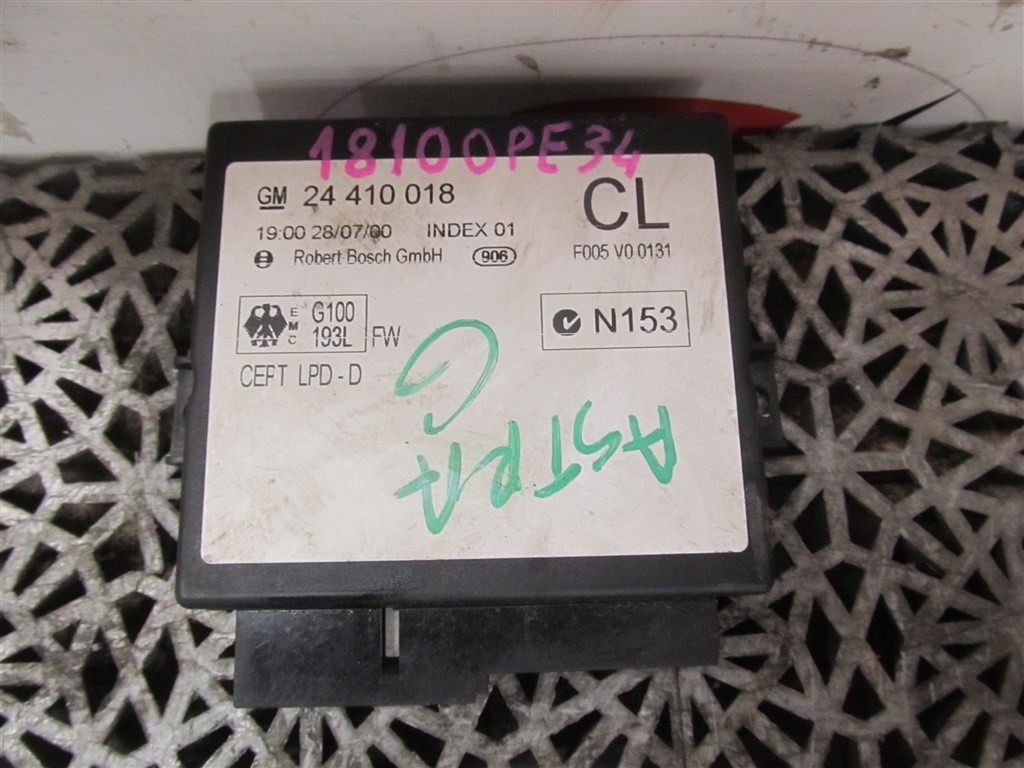 18100PE34
GM 24 410 018 CL
19:00 28/07/00 INDEX 01
Robert Bosch GmbH 906 F005 V0 0131
EMC G100 193L FW
N153
CEPT LPD-D
ASTRA
G